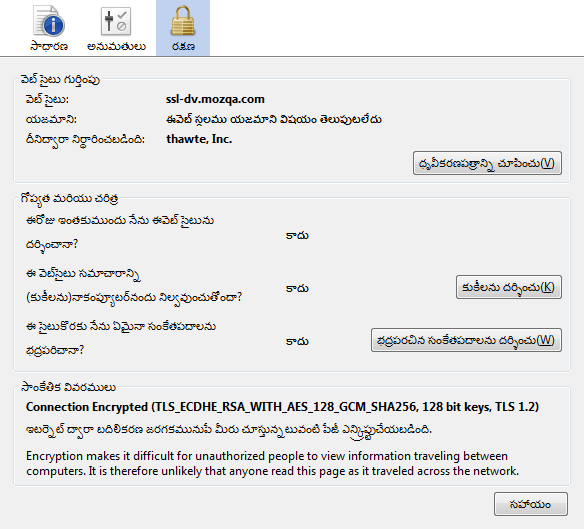 సాధారణ అనుమతులు రక్షణ
వెబ్ సైటు గుర్తింపు
వెబ్ సైటు: ssl-dv.mozqa.com
యజమాని: ఈవెబ్ స్థలము యజమాని విషయం తెలుపుటలేదు
దీనిద్వారా నిర్ధారించబడింది: thawte, Inc.
ధృవీకరణపత్రాన్ని చూపించు(V)
గోప్యత మరియు చరిత్ర
ఈరోజు ఇంతకుముందు నేను ఈవెబ్ సైటును
దర్శించానా? కాదు
ఈ వెబ్‌సైటు సమాచారాన్ని
(కుకీలను)నాకంప్యూటర్‌నందు నిల్వవుంచుతోందా? కాదు కుకీలను దర్శించు(K)
ఈ సైటుకొరకు నేను ఏమైనా సంకేతపదాలను
భద్రపరిచానా? కాదు భద్రపరచిన సంకేతపదాలను దర్శించు(W)
సాంకేతిక వివరములు
Connection Encrypted (TLS_ECDHE_RSA_WITH_AES_128_GCM_SHA256, 128 bit keys, TLS 1.2)
ఇంటర్నెట్ ద్వారా బదిలికరణ జరగకమునుపే మీరు చూస్తున్నటువంటి పేజీ ఎన్క్రిప్టుచేయబడింది.
Encryption makes it difficult for unauthorized people to view information traveling between
computers. It is therefore unlikely that anyone read this page as it traveled across the network.
సహాయం